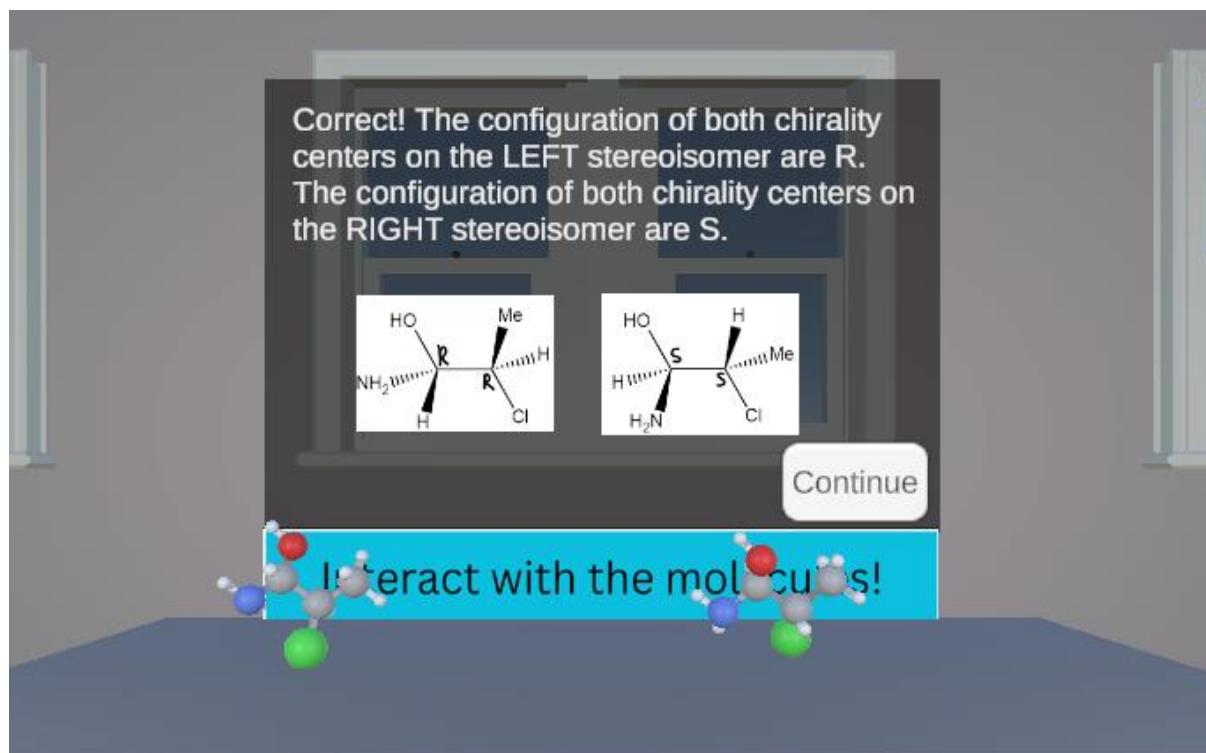 Correct! The configuration of both chirality
centers on the LEFT stereoisomer are R.
The configuration of both chirality centers on
the RIGHT stereoisomer are S.
HO
Me
R
H
NH2
R
H
Cl
HO
H
S
Me
H
S
H2N
Cl
Continue
Interact with the molecules!